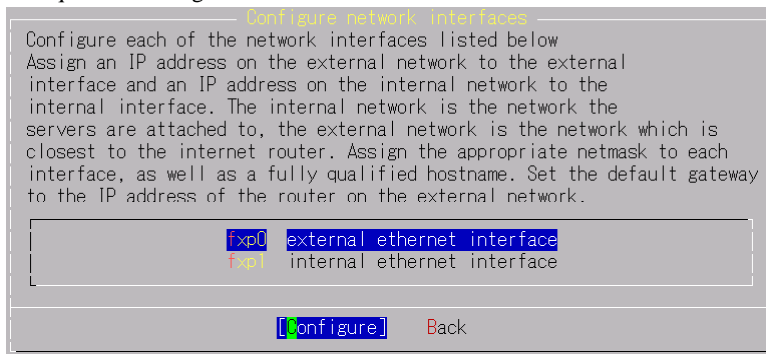 Configure network interfaces
Configure each of the network interfaces listed below
Assign an IP address on the external network to the external
interface and an IP address on the internal network to the
internal interface. The internal network is the network the
servers are attached to, the external network is the network which is
closest to the internet router. Assign the appropriate netmask to each
interface, as well as a fully qualified hostname. Set the default gateway
to the IP address of the router on the external network.
fxp0 external ethernet interface
fxp1 internal ethernet interface
[Configure] Back